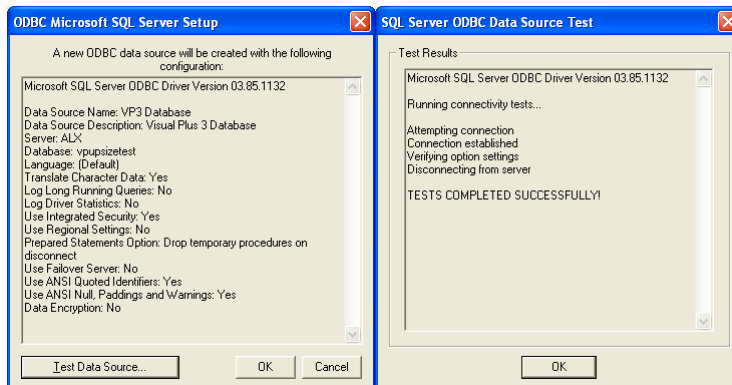 ODBC Microsoft SQL Server Setup
A new ODBC data source will be created with the following
configuration:
Microsoft SQL Server ODBC Driver Version 03.85.1132
Data Source Name: VP3 Database
Data Source Description: Visual Plus 3 Database
Server: ALX
Database: vpupsizetest
Language: (Default)
Translate Character Data: Yes
Log Long Running Queries: No
Log Driver Statistics: No
Use Integrated Security: Yes
Use Regional Settings: No
Prepared Statements Option: Drop temporary procedures on
disconnect
Use Failover Server: No
Use ANSI Quoted Identifiers: Yes
Use ANSI Null, Paddings and Warnings: Yes
Data Encryption: No
Test Data Source...
OK
Cancel
SQL Server ODBC Data Source Test
Test Results
Microsoft SQL Server ODBC Driver Version 03.85.1132
Running connectivity tests...
Attempting connection
Connection established
Verifying option settings
Disconnecting from server
TESTS COMPLETED SUCCESSFULLY!
OK